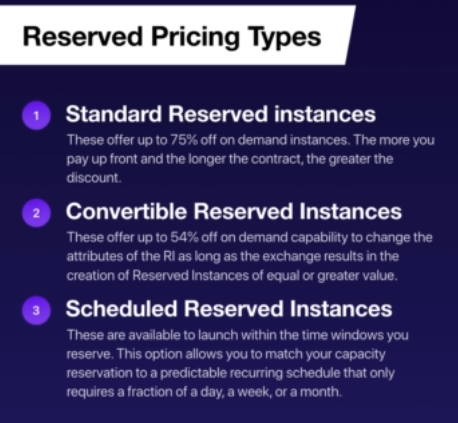 Reserved Pricing Types
1 Standard Reserved instances
These offer up to 75% off on demand instances. The more you
pay up front and the longer the contract, the greater the
discount.
2 Convertible Reserved Instances
These offer up to 54% off on demand capability to change the
attributes of the RI as long as the exchange results in the
creation of Reserved Instances of equal or greater value.
3 Scheduled Reserved Instances
These are available to launch within the time windows you
reserve. This option allows you to match your capacity
reservation to a predictable recurring schedule that only
requires a fraction of a day, a week, or a month.